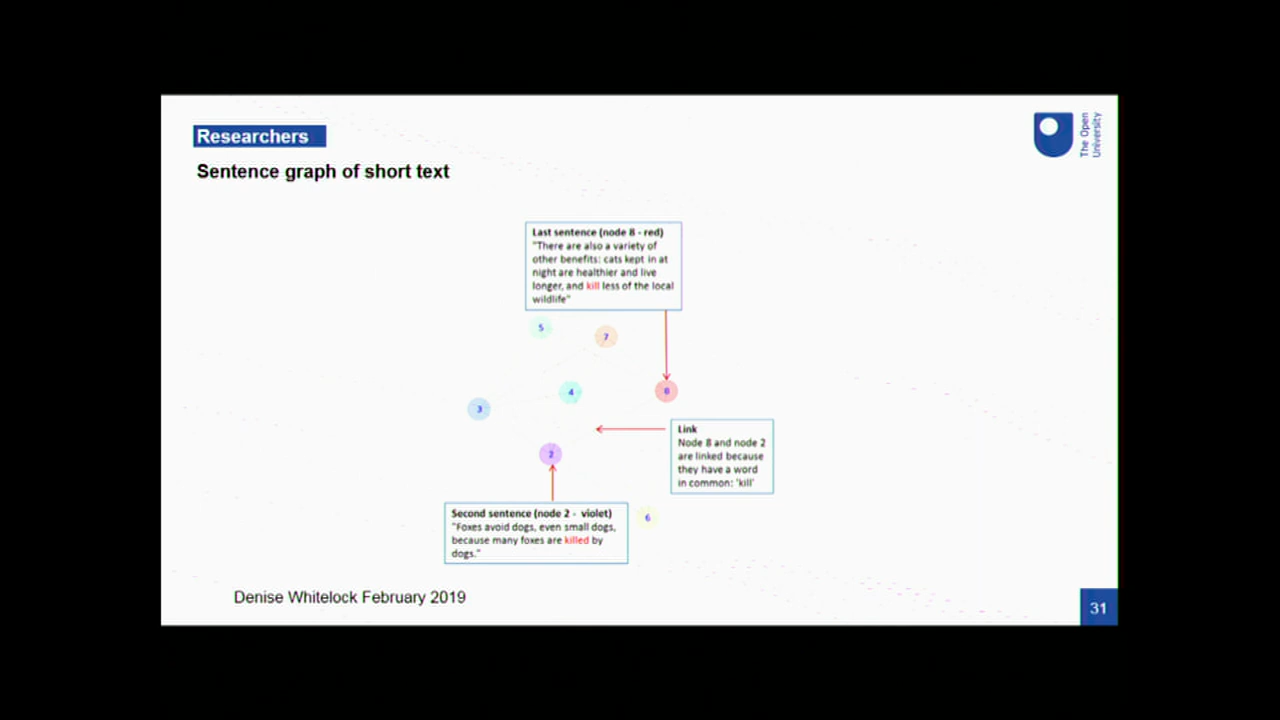 Researchers
The Open
University
Sentence graph of short text
Last sentence (node 8 - red)
"There are also a variety of
other benefits: cats kept in at
night are healthier and live
longer, and kill less of the local
wildlife"
5
7
4
8
3
Link
Node 8 and node 2
are linked because
they have a word
in common: 'kill'
2
Second sentence (node 2 - violet)
"Foxes avoid dogs, even small dogs,
because many foxes are killed by
dogs."
6
Denise Whitelock February 2019
31